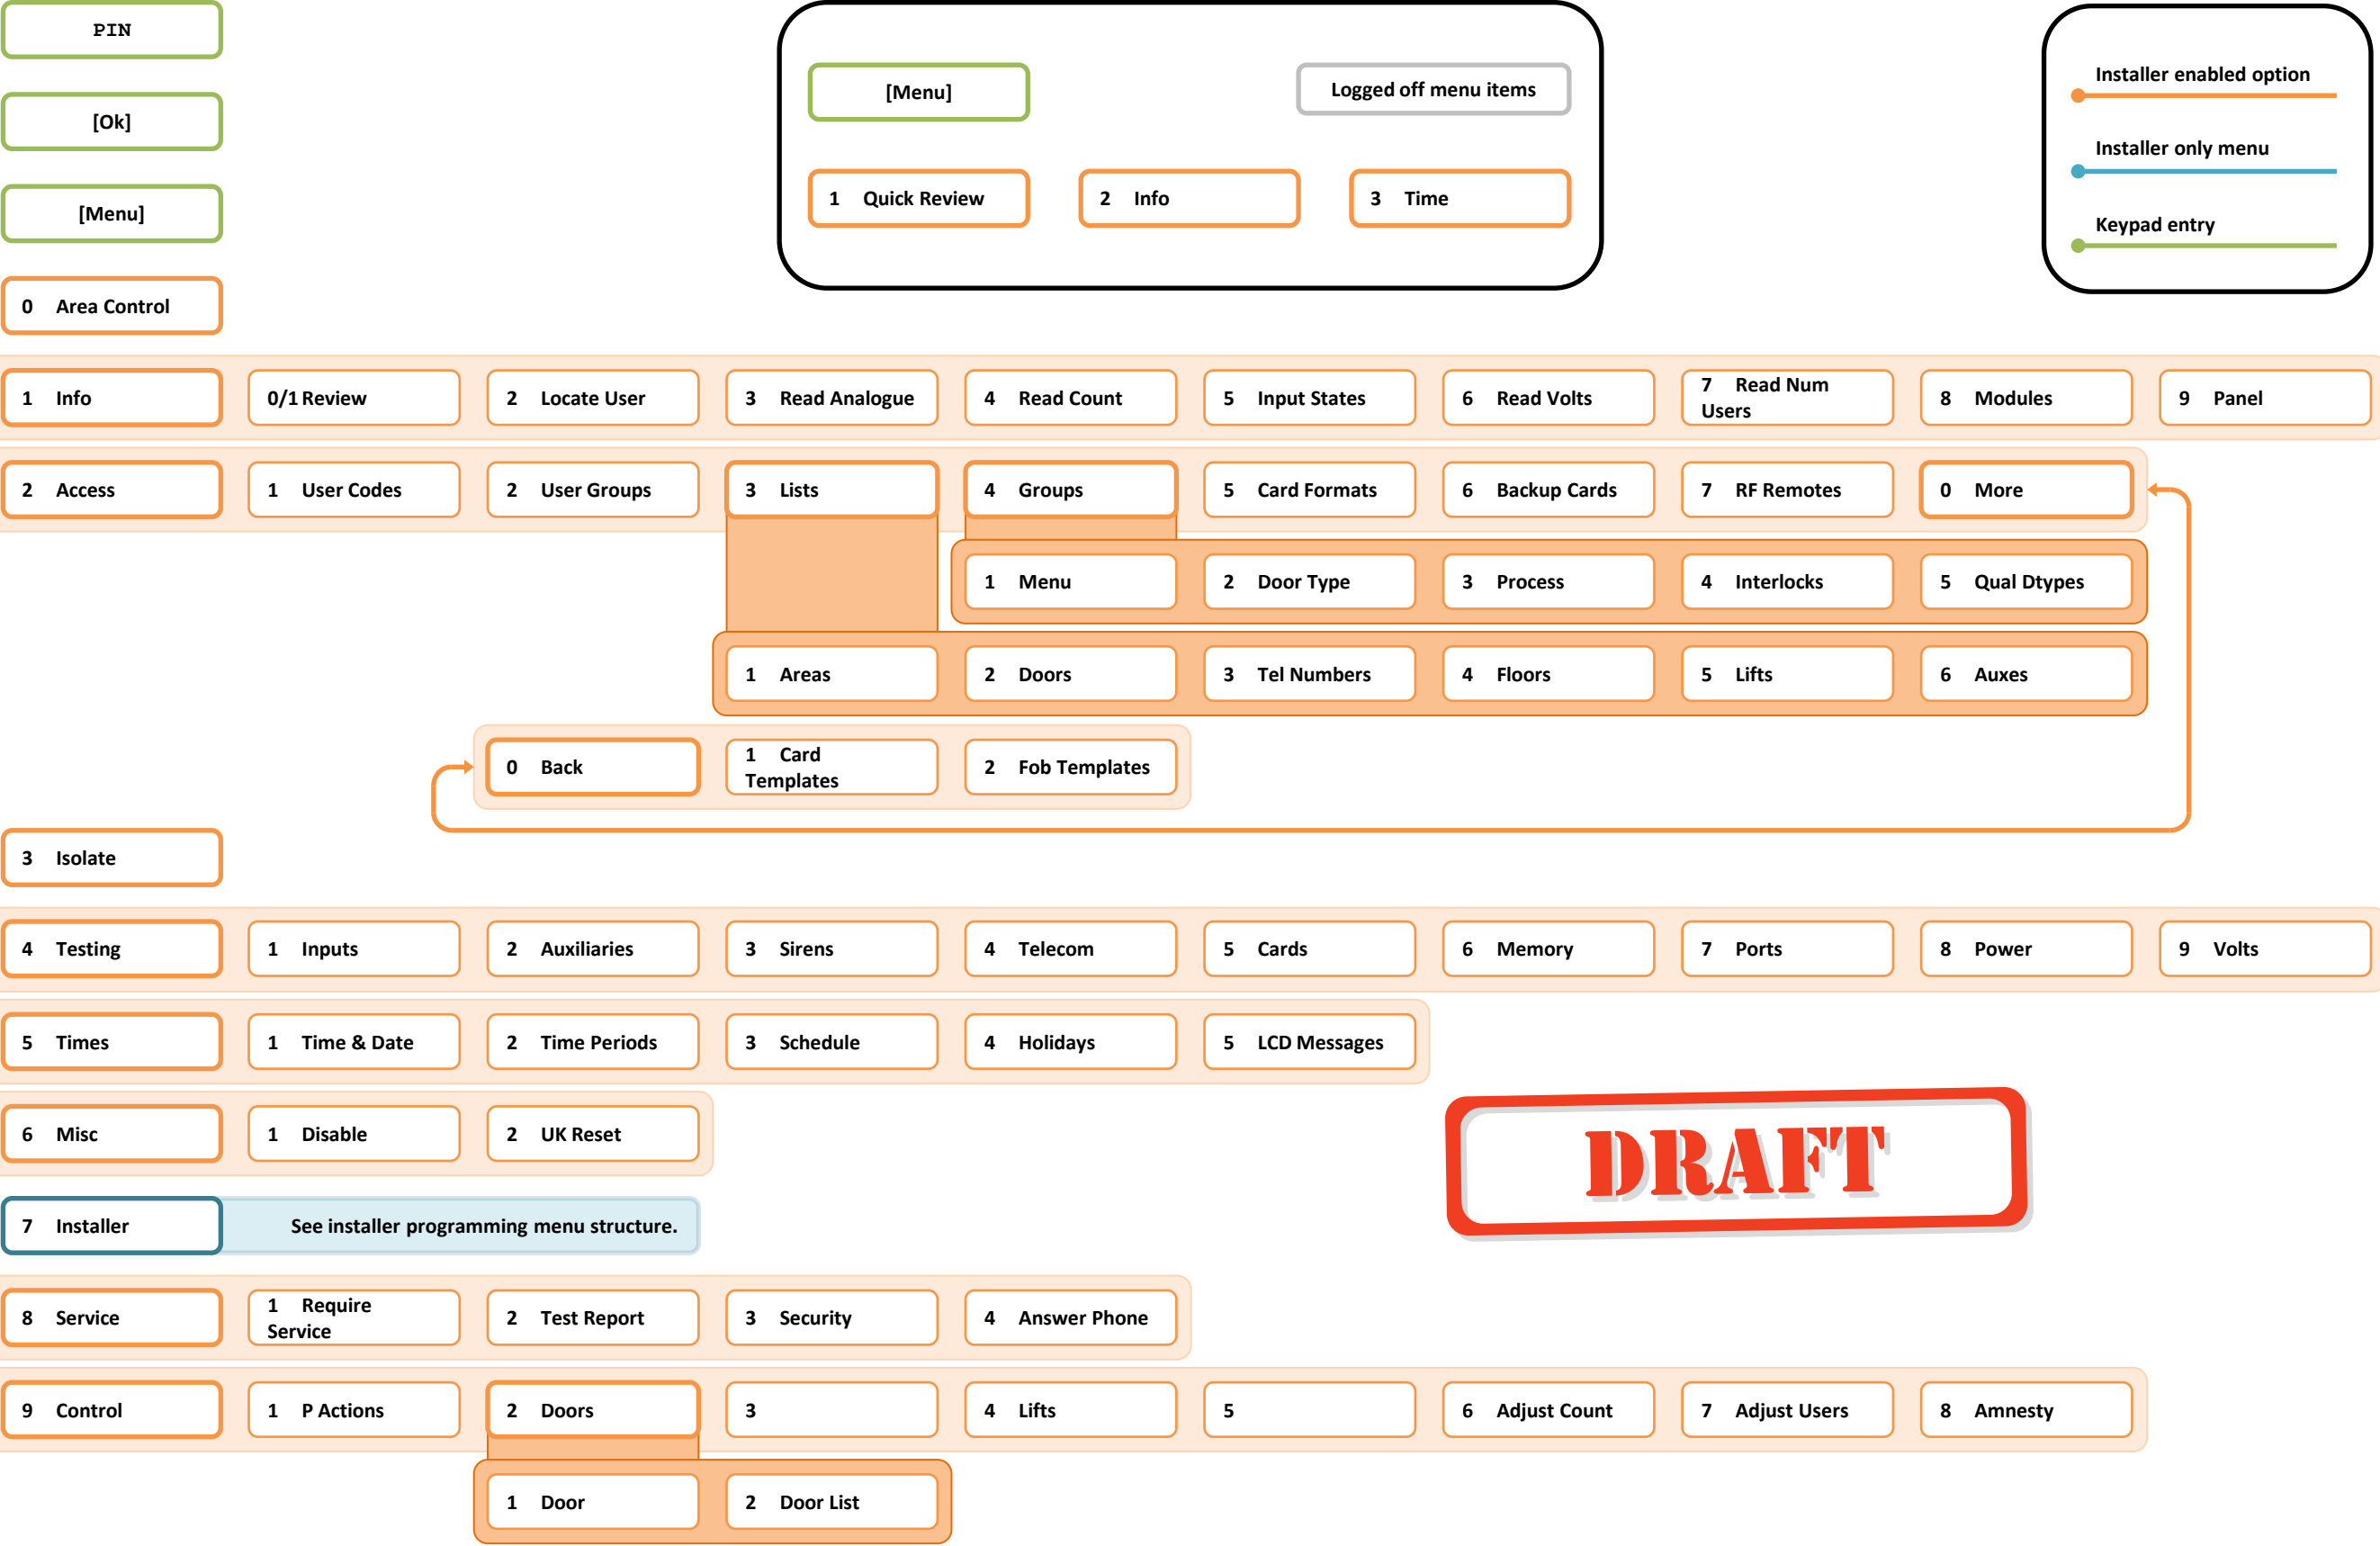 PIN
[Ok]
[Menu]
[Menu]
Logged off menu items
1 Quick Review
2 Info
3 Time
Installer enabled option
Installer only menu
Keypad entry
0 Area Control
1 Info
0/1 Review
2 Locate User
3 Read Analogue
4 Read Count
5 Input States
6 Read Volts
7 Read Num
Users
8 Modules
9 Panel
2 Access
1 User Codes
2 User Groups
3 Lists
4 Groups
5 Card Formats
6 Backup Cards
7 RF Remotes
0 More
1 Menu
2 Door Type
3 Process
4 Interlocks
5 Qual Dtypes
1 Areas
2 Doors
3 Tel Numbers
4 Floors
5 Lifts
6 Auxes
0 Back
1 Card
Templates
2 Fob Templates
3 Isolate
4 Testing
1 Inputs
2 Auxiliaries
3 Sirens
4 Telecom
5 Cards
6 Memory
7 Ports
8 Power
9 Volts
5 Times
1 Time & Date
2 Time Periods
3 Schedule
4 Holidays
5 LCD Messages
6 Misc
1 Disable
2 UK Reset
DRAFT
7 Installer
See installer programming menu structure.
8 Service
1 Require
Service
2 Test Report
3 Security
4 Answer Phone
9 Control
1 P Actions
2 Doors
3
4 Lifts
5
6 Adjust Count
7 Adjust Users
8 Amnesty
1 Door
2 Door List